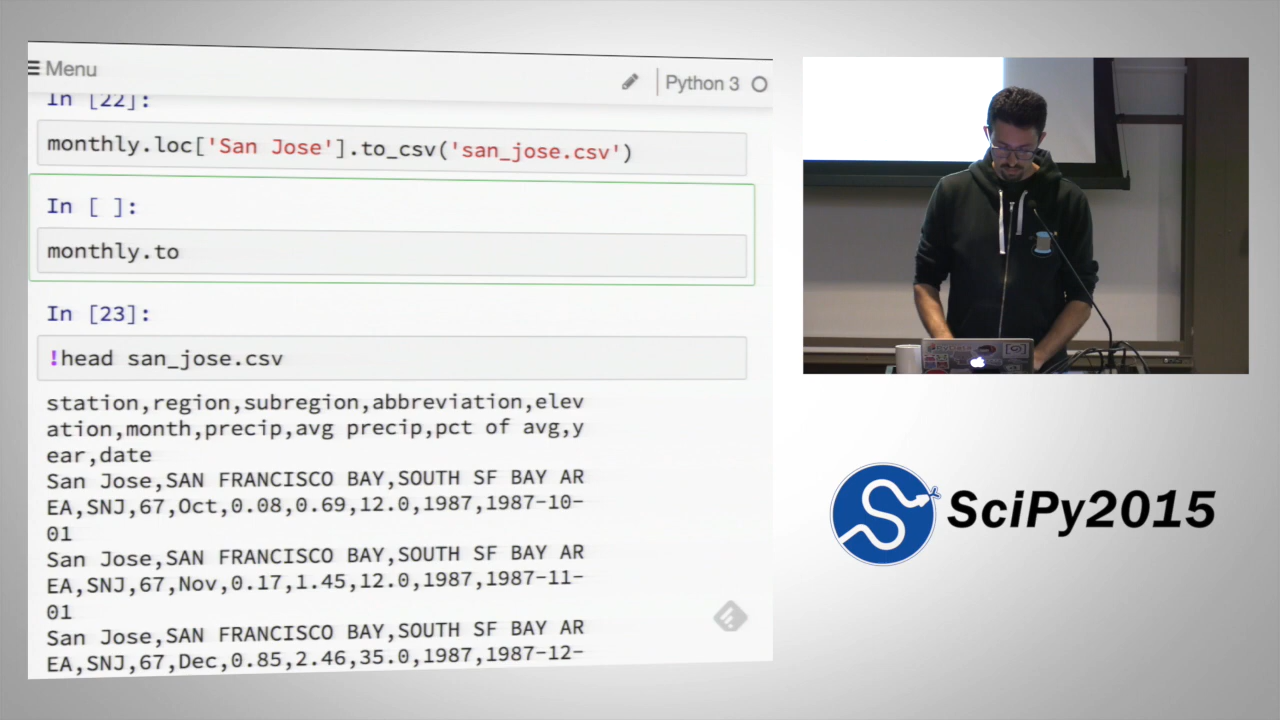 Menu
Python 3
In [22]:
monthly.loc['San Jose'].to_csv('san_jose.csv')
In [ ]:
monthly.to
In [23]:
!head san_jose.csv
station,region,subregion,abbreviation,elev
ation,month,precip,avg precip,pct of avg,y
ear,date
San Jose,SAN FRANCISCO BAY,SOUTH SF BAY AR
EA,SNJ,67,Oct,0.08,0.69,12.0,1987,1987-10-
01
San Jose,SAN FRANCISCO BAY,SOUTH SF BAY AR
EA,SNJ,67,Nov,0.17,1.45,12.0,1987,1987-11-
01
San Jose,SAN FRANCISCO BAY,SOUTH SF BAY AR
EA,SNJ,67,Dec,0.85,2.46,35.0,1987,1987-12-
SciPy2015